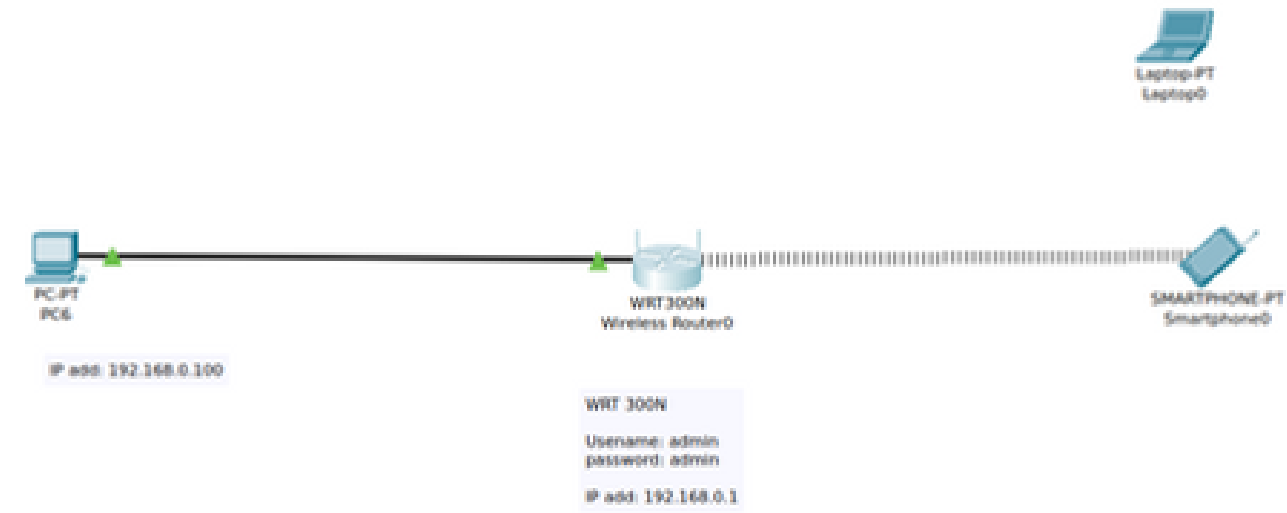 Laptop-PT
Laptop0
PC-PT
PC6
WRT300N
Wireless Router0
SMARTPHONE-PT
Smartphone0
IP add: 192.168.0.100
WRT 300N
Usename: admin
password: admin
IP add: 192.168.0.1